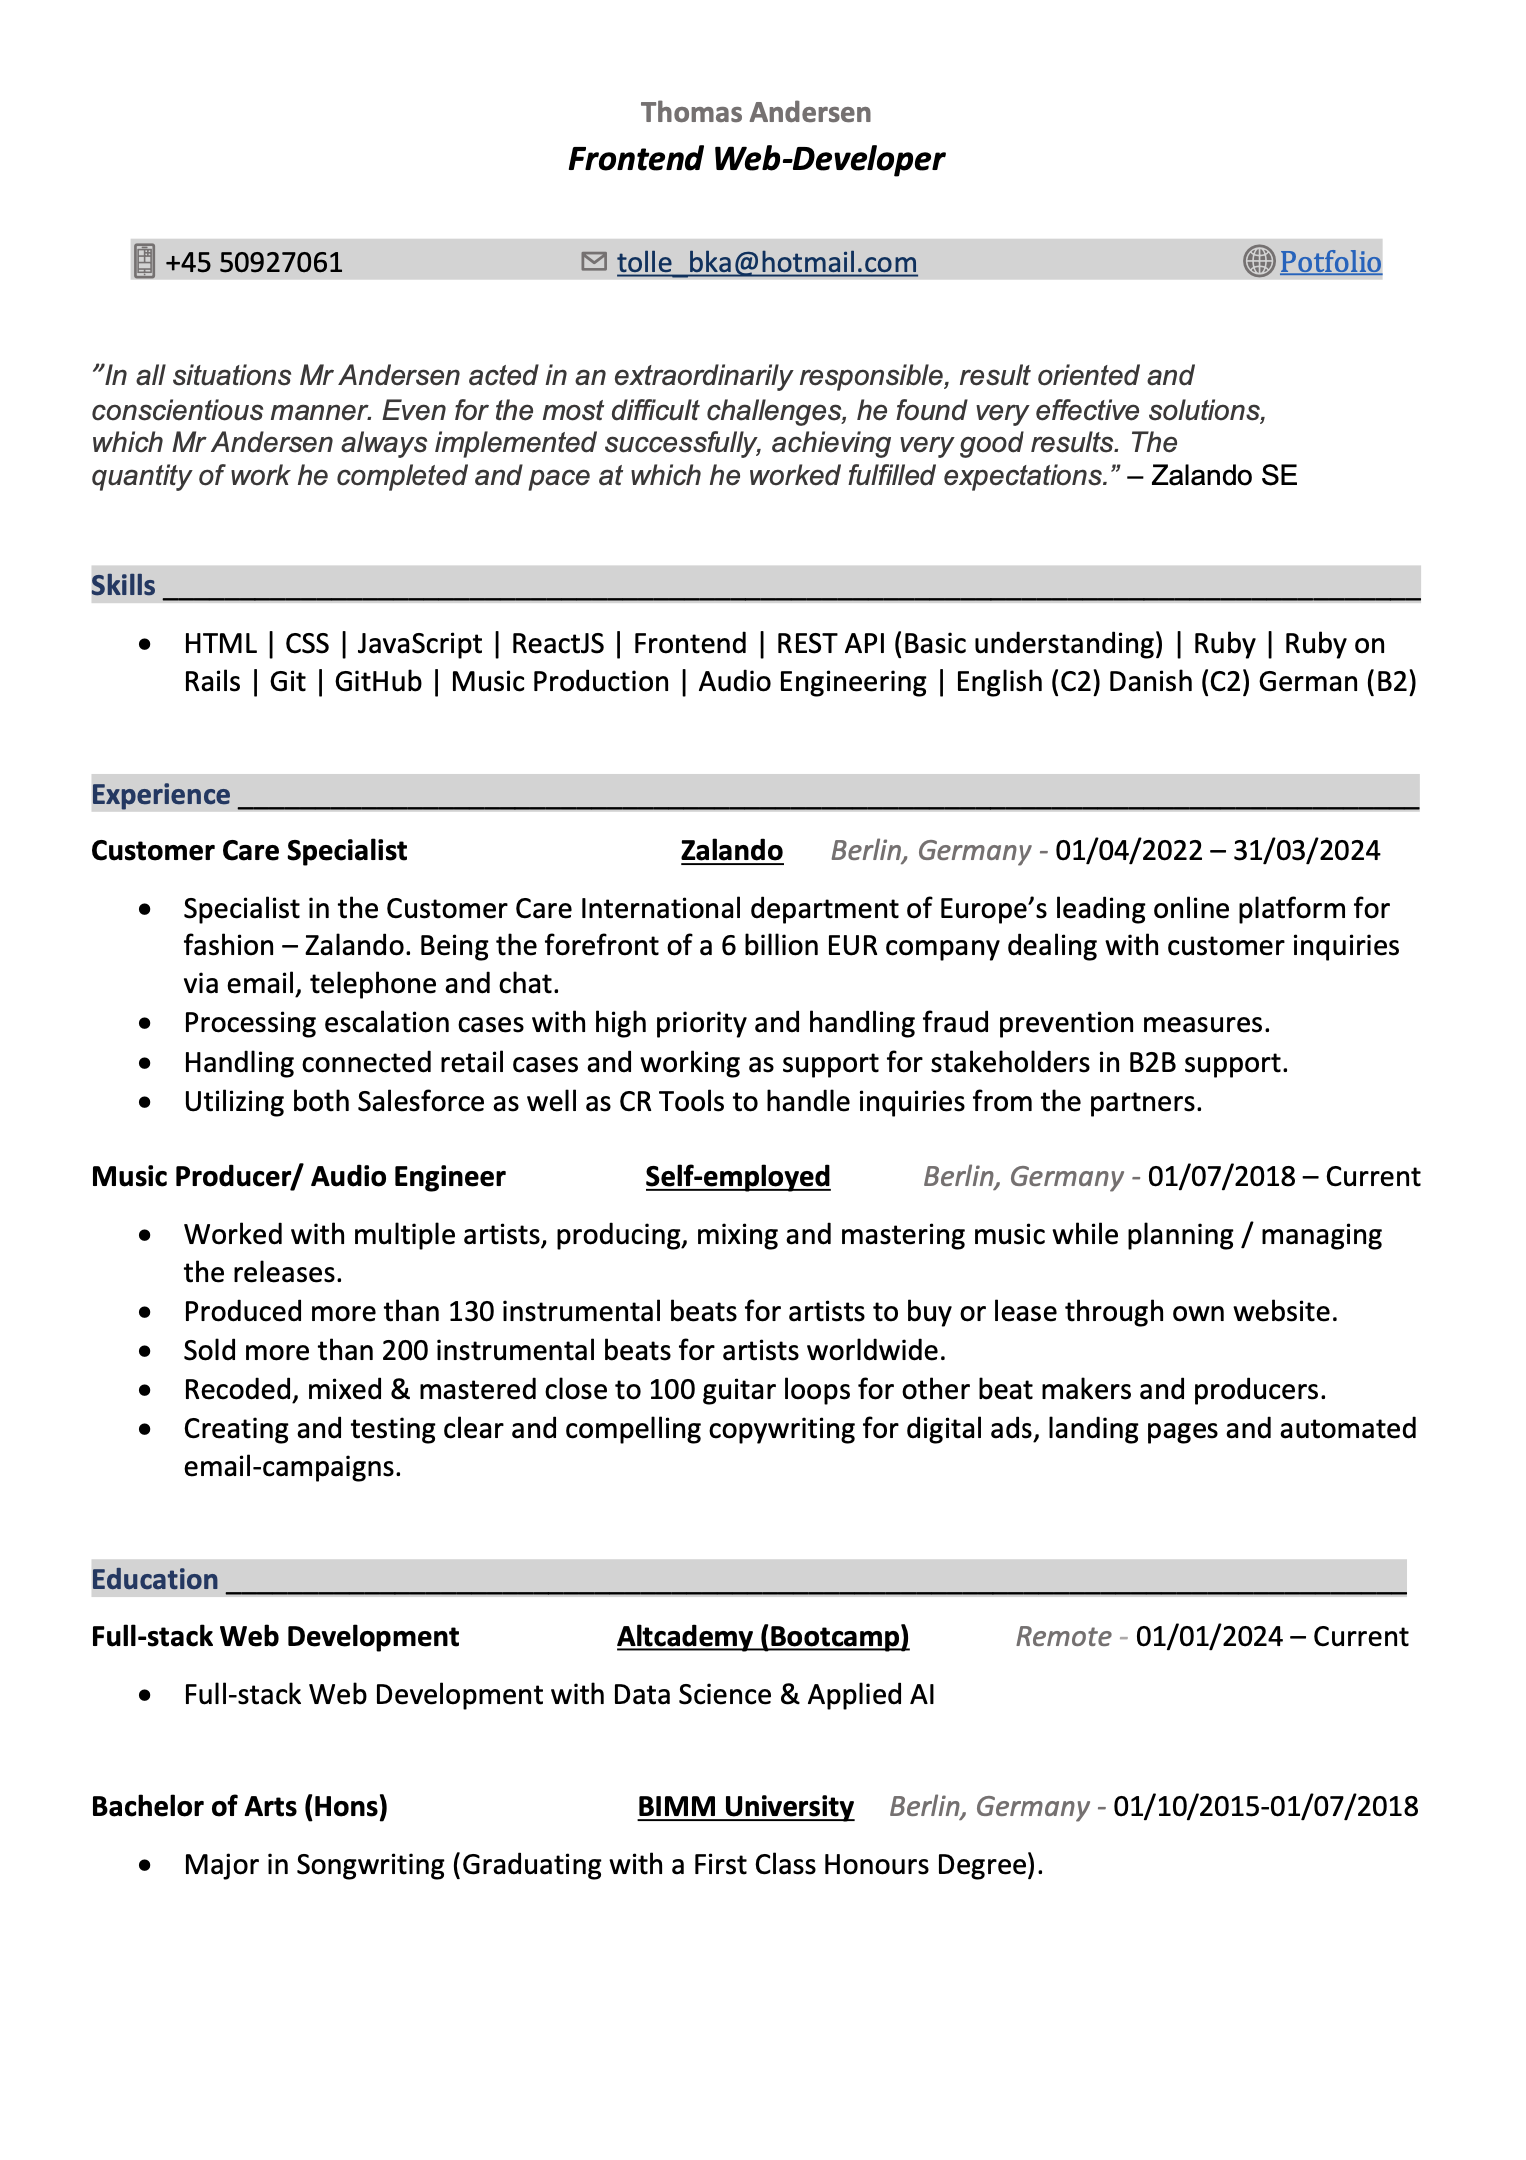 Thomas Andersen
Frontend Web-Developer
+45 50927061 tolle_bka@hotmail.com Potfolio
”In all situations Mr Andersen acted in an extraordinarily responsible, result oriented and
conscientious manner. Even for the most difficult challenges, he found very effective solutions,
which Mr Andersen always implemented successfully, achieving very good results. The
quantity of work he completed and pace at which he worked fulfilled expectations.” – Zalando SE
Skills
• HTML | CSS | JavaScript | ReactJS | Frontend | REST API (Basic understanding) | Ruby | Ruby on
Rails | Git | GitHub | Music Production | Audio Engineering | English (C2) Danish (C2) German (B2)
Experience
Customer Care Specialist Zalando Berlin, Germany - 01/04/2022 – 31/03/2024
• Specialist in the Customer Care International department of Europe’s leading online platform for
fashion – Zalando. Being the forefront of a 6 billion EUR company dealing with customer inquiries
via email, telephone and chat.
• Processing escalation cases with high priority and handling fraud prevention measures.
• Handling connected retail cases and working as support for stakeholders in B2B support.
• Utilizing both Salesforce as well as CR Tools to handle inquiries from the partners.
Music Producer/ Audio Engineer Self-employed Berlin, Germany - 01/07/2018 – Current
• Worked with multiple artists, producing, mixing and mastering music while planning / managing
the releases.
• Produced more than 130 instrumental beats for artists to buy or lease through own website.
• Sold more than 200 instrumental beats for artists worldwide.
• Recoded, mixed & mastered close to 100 guitar loops for other beat makers and producers.
• Creating and testing clear and compelling copywriting for digital ads, landing pages and automated
email-campaigns.
Education
Full-stack Web Development Altcademy (Bootcamp) Remote - 01/01/2024 – Current
• Full-stack Web Development with Data Science & Applied AI
Bachelor of Arts (Hons) BIMM University Berlin, Germany - 01/10/2015-01/07/2018
• Major in Songwriting (Graduating with a First Class Honours Degree).